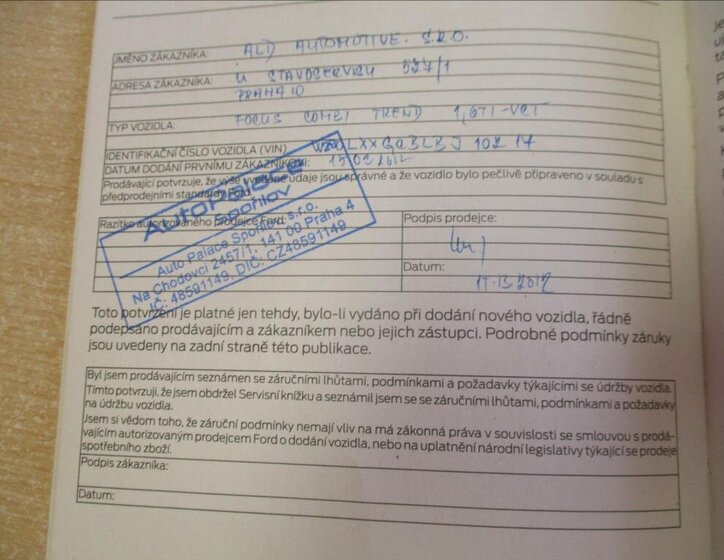 JMÉNO ZÁKAZNÍKA: ALD AUTOMOTIVE. S.R.O.
ADRESA ZÁKAZNÍKA: U STAVOSERVISU 527/1
PRAHA 10
TYP VOZIDLA: FOCUS COMBI TREND 1,6Ti-VCT
IDENTIFIKAČNÍ ČÍSLO VOZIDLA (VIN)
DATUM DODÁNÍ PRVNÍMU ZÁKAZNÍKOVI:
Prodávající potvrzuje, že výše uvedené údaje jsou správné a že vozidlo bylo pečlivě připraveno v souladu s
předprodejními standardy Ford.
Razítko autorizovaného prodejce Ford:
AutoPalace
Spořilov
Auto Palace Spořilov s.r.o.
Na Chodovci 2457/1, 141 00 Praha 4
IČ: 48591149, DIČ: CZ48591149
Podpis prodejce:
Datum:
Toto potvrzení je platné jen tehdy, bylo-li vydáno při dodání nového vozidla, řádně
podepsáno prodávajícím a zákazníkem nebo jejich zástupci. Podrobné podmínky záruky
jsou uvedeny na zadní straně této publikace.
Byl jsem prodávajícím seznámen se záručními lhůtami, podmínkami a požadavky týkajícími se údržby vozidla.
Tímto potvrzuji, že jsem obdržel Servisní knížku a seznámil jsem se se záručními lhůtami, podmínkami a požadavky
na údržbu vozidla.
Jsem si vědom toho, že záruční podmínky nemají vliv na má zákonná práva v souvislosti se smlouvou s prodá-
vajícím autorizovaným prodejcem Ford o dodání vozidla, nebo na uplatnění národní legislativy týkající se prodeje
spotřebního zboží.
Podpis zákazníka:
Datum: